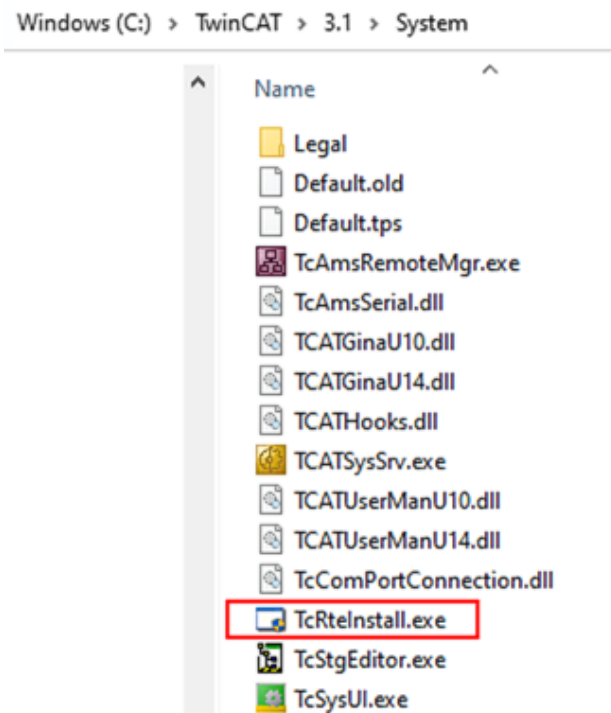 Windows (C:) > TwinCAT > 3.1 > System
Name
Legal
Default.old
Default.tps
TcAmsRemoteMgr.exe
TcAmsSerial.dll
TCATGinaU10.dll
TCATGinaU14.dll
TCATHooks.dll
TCATSysSrv.exe
TCATUserManU10.dll
TCATUserManU14.dll
TcComPortConnection.dll
TcRteInstall.exe
TcStgEditor.exe
TcSysUI.exe